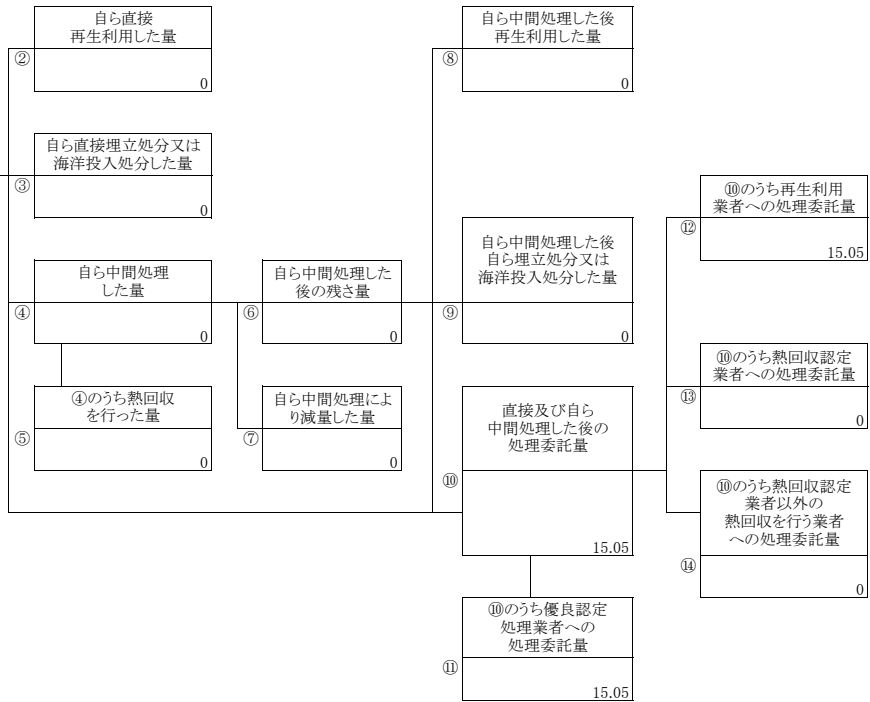 自ら直接
再生利用した量
②
0
自ら直接埋立処分又は
海洋投入処分した量
③
0
自ら中間処理
した量
④
0
④のうち熱回収
を行った量
⑤
0
自ら中間処理した
後の残さ量
⑥
0
自ら中間処理によ
り減量した量
⑦
0
自ら中間処理した後
再生利用した量
⑧
0
自ら中間処理した後
自ら埋立処分又は
海洋投入処分した量
⑨
0
直接及び自ら
中間処理した後の
処理委託量
⑩
15.05
⑩のうち優良認定
処理業者への
処理委託量
⑪
15.05
⑩のうち再生利用
業者への処理委託量
⑫
15.05
⑩のうち熱回収認定
業者への処理委託量
⑬
0
⑩のうち熱回収認定
業者以外の
熱回収を行う業者
への処理委託量
⑭
0